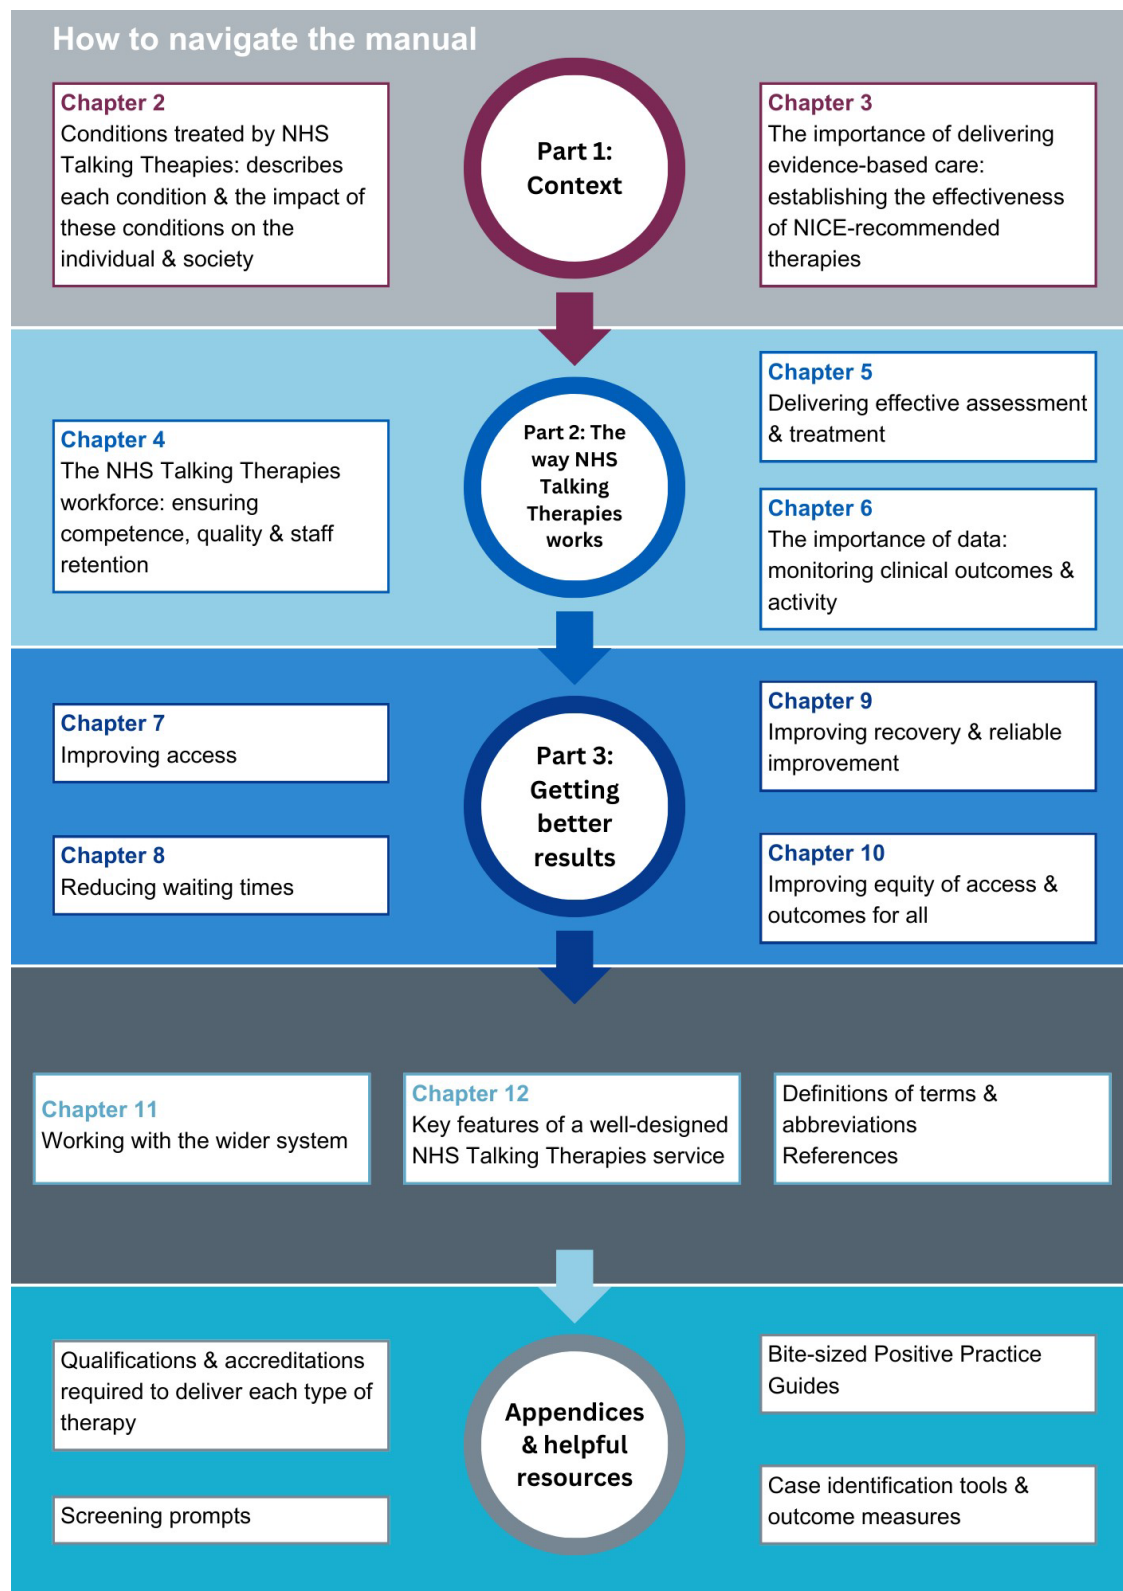 How to navigate the manual
Chapter 2
Conditions treated by NHS
Talking Theapies: describes
each condition & the impact of
these conditions on the
individual & society
Part 1:
Context
Chapter 3
The importance of delivering
evidence-based care:
establishing the effectiveness
of NICE-recommended
therapies
Chapter 4
The NHS Talking Therapies
workforce: ensuring
competence, quality & staff
retention
Part 2: The
way NHS
Talking
Therapies
works
Chapter 5
Delivering effective assessment
& treatment
Chapter 6
The importance of data:
monitoring clinical outcomes &
activity
Chapter 7
Improving access
Chapter 8
Reducing waiting times
Part 3:
Getting
better
results
Chapter 9
Improving recovery & reliable
improvement
Chapter 10
Improving equity of access &
outcomes for all
Chapter 11
Working with the wider system
Chapter 12
Key features of a well-designed
NHS Talking Therapies service
Definitions of terms &
abbreviations
References
Qualifications & accreditations
required to deliver each type of
therapy
Screening prompts
Appendices
& helpful
resources
Bite-sized Positive Practice
Guides
Case identification tools &
outcome measures